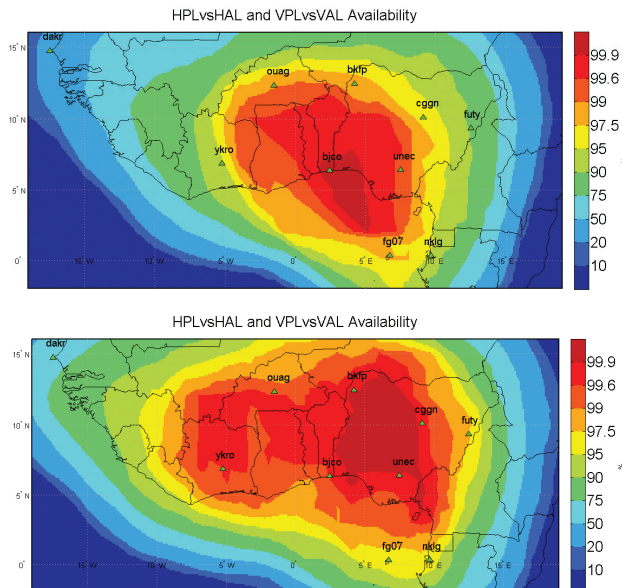 HPLvsHAL and VPLvsVAL Availability
15°N
dakr
ouag
bkfp
cggn
futy
10°N
ykro
bjco
unec
5°N
fg07
nklg
0°
15°W
10°W
5°W
0°
5°E
10°E
15°E
99.9
99.6
99
97.5
95
90
75
50
20
10
HPLvsHAL and VPLvsVAL Availability
15°N
dakr
ouag
bkfp
cggn
futy
10°N
ykro
bjco
unec
5°N
fg07
nklg
0°
15°W
10°W
5°W
0°
5°E
10°E
15°E
99.9
99.6
99
97.5
95
90
75
50
20
10
%